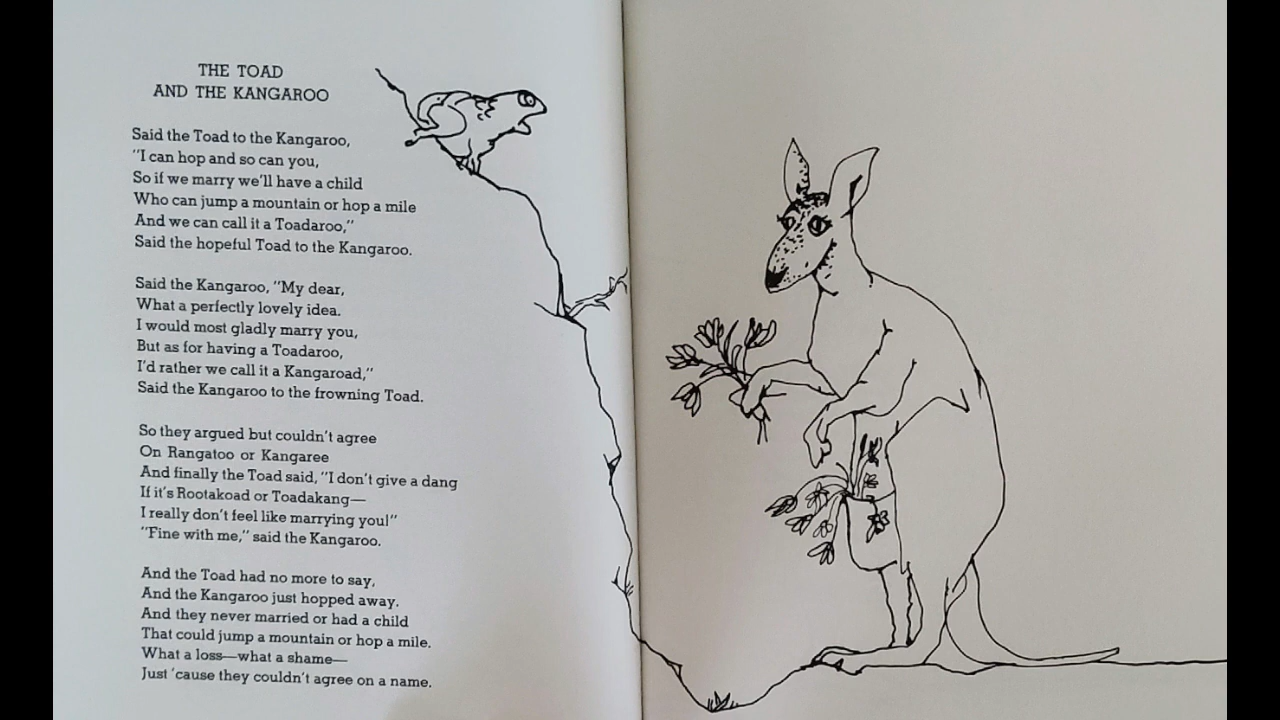 THE TOAD
AND THE KANGAROO
Said the Toad to the Kangaroo,
"I can hop and so can you,
So if we marry we'll have a child
Who can jump a mountain or hop a mile
And we can call it a Toadaroo,"
Said the hopeful Toad to the Kangaroo.
Said the Kangaroo, "My dear,
What a perfectly lovely idea.
I would most gladly marry you,
But as for having a Toadaroo,
I'd rather we call it a Kangaroad,"
Said the Kangaroo to the frowning Toad.
So they argued but couldn't agree
On Rangatoo or Kangaree
And finally the Toad said, "I don't give a dang
If it's Rootakoad or Toadakang—
I really don't feel like marrying you!"
"Fine with me," said the Kangaroo.
And the Toad had no more to say,
And the Kangaroo just hopped away.
And they never married or had a child
That could jump a mountain or hop a mile.
What a loss—what a shame—
Just 'cause they couldn't agree on a name.